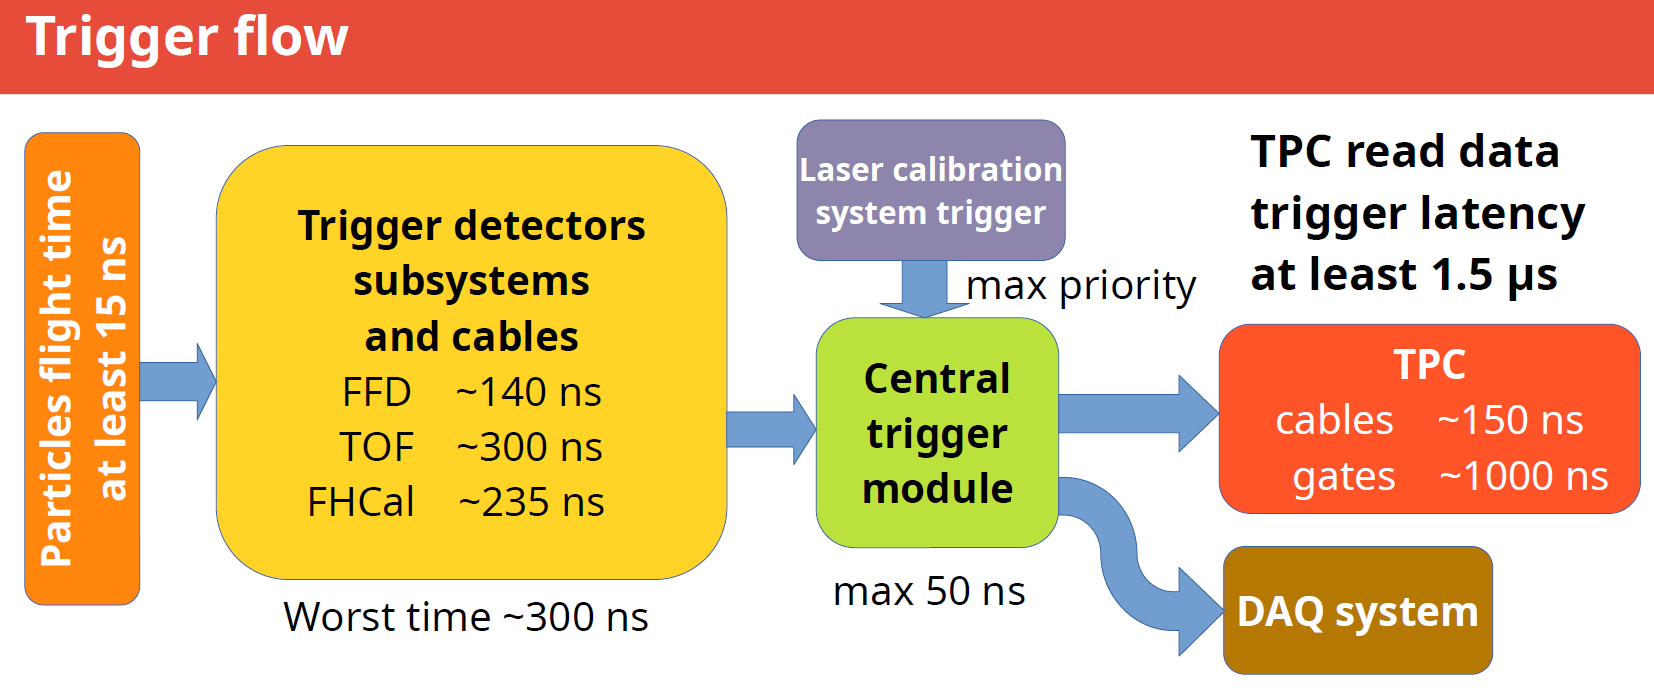 Trigger flow
Particles flight time
at least 15 ns
Trigger detectors
subsystems
and cables
FFD ~140 ns
TOF ~300 ns
FHCal ~235 ns
Worst time ~300 ns
Laser calibration
system trigger
max priority
Central
trigger
module
max 50 ns
TPC read data
trigger latency
at least 1.5 μs
TPC
cables ~150 ns
gates ~1000 ns
DAQ system